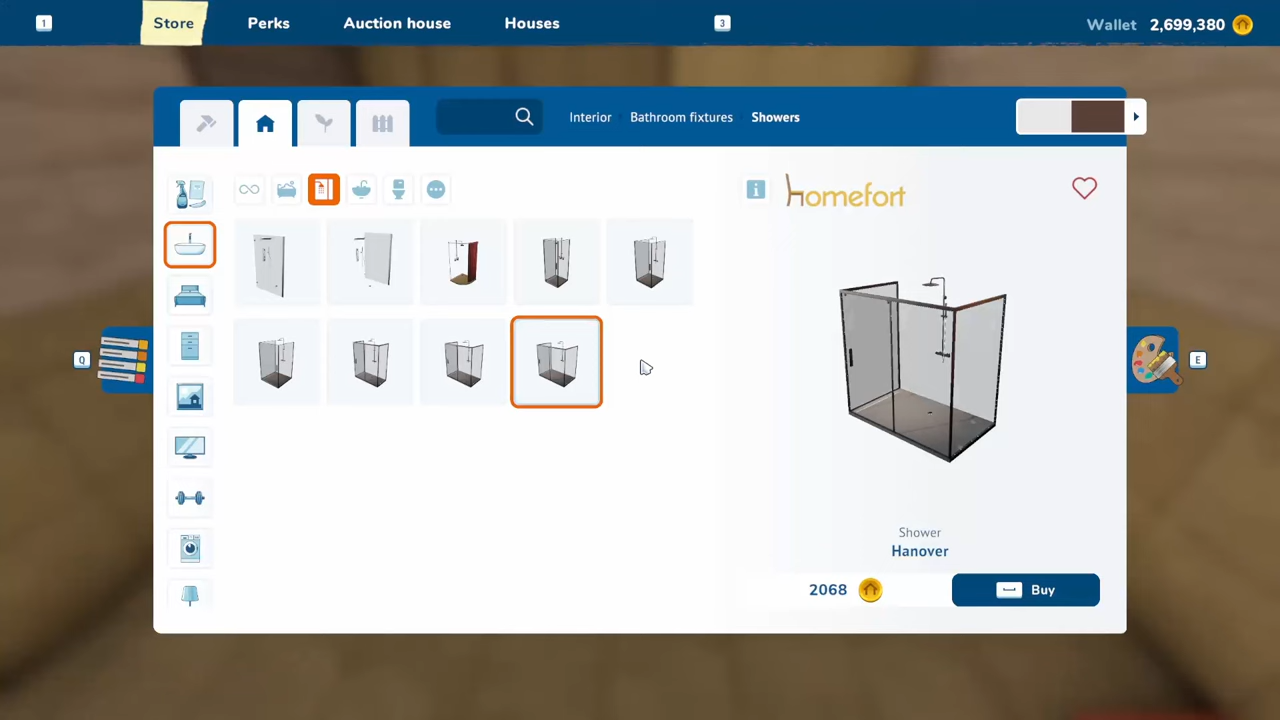 1
Store
Perks
Auction house
Houses
3
Wallet 2,699,380
Interior Bathroom fixtures Showers
i homefort
Q
E
Shower
Hanover
2068
Buy